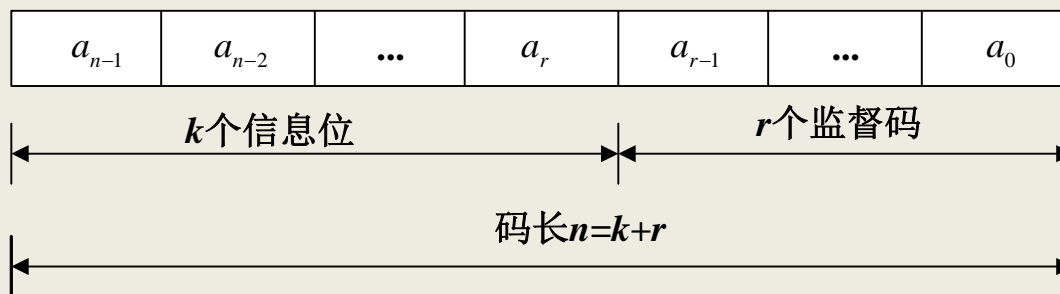 a_{n-1} a_{n-2} ... a_r a_{r-1} ... a_0
k个信息位 r个监督码
码长n=k+r